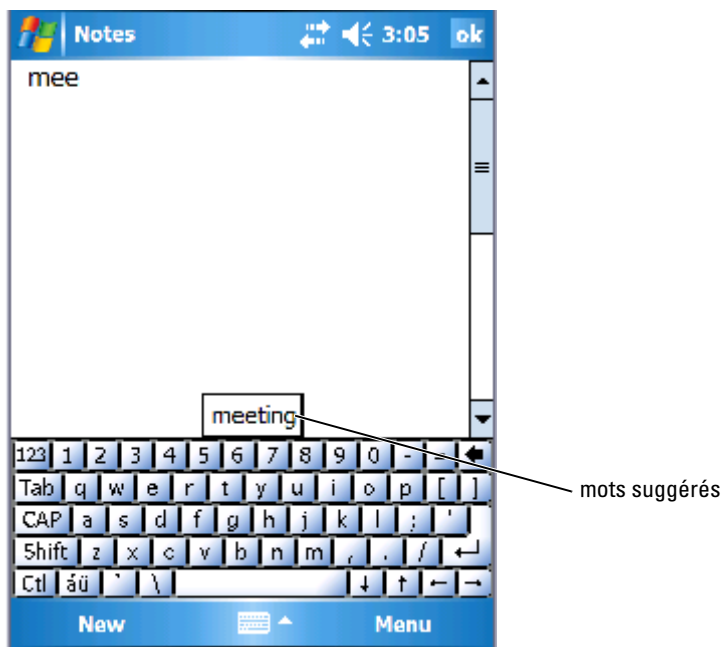 Notes 3:05 ok
mee
meeting
123 1 2 3 4 5 6 7 8 9 0 - =
Tab q w e r t y u i o p [ ]
mots suggérés
CAP a s d f g h j k l ; '
Shift z x c v b n m , . /
Ctl áü ` \
New Menu